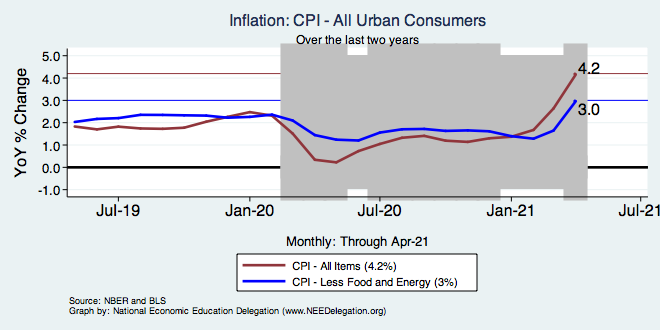 Inflation: CPI - All Urban Consumers
Over the last two years
YoY % Change
5.0
4.0
3.0
2.0
1.0
0.0
-1.0
4.2
3.0
Jul-19
Jan-20
Jul-20
Jan-21
Jul-21
Monthly: Through Apr-21
CPI - All Items (4.2%)
CPI - Less Food and Energy (3%)
Source: NBER and BLS
Graph by: National Economic Education Delegation (www.NEEDelegation.org)